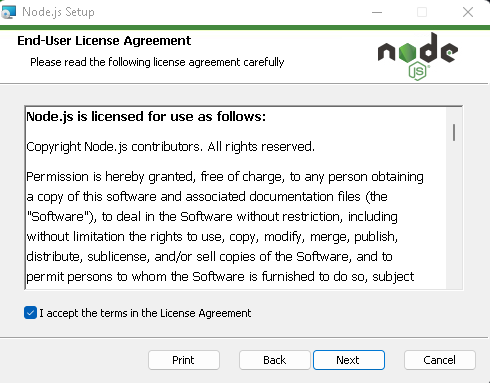 Node.js Setup
End-User License Agreement
Please read the following license agreement carefully
node
JS
Node.js is licensed for use as follows:
Copyright Node.js contributors. All rights reserved.
Permission is hereby granted, free of charge, to any person obtaining
a copy of this software and associated documentation files (the
"Software"), to deal in the Software without restriction, including
without limitation the rights to use, copy, modify, merge, publish,
distribute, sublicense, and/or sell copies of the Software, and to
permit persons to whom the Software is furnished to do so, subject
I accept the terms in the License Agreement
Print
Back
Next
Cancel